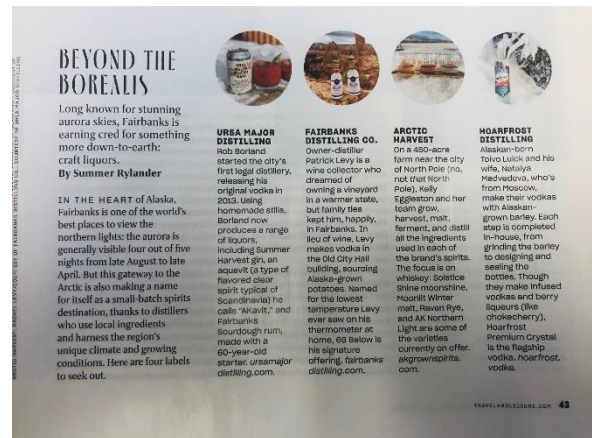 BEYOND THE
BOREALIS
Long known for stunning
aurora skies, Fairbanks is
earning cred for something
more down-to-earth:
craft liquors.
By Summer Rylander
IN THE HEART of Alaska,
Fairbanks is one of the world's
best places to view the
northern lights: the aurora is
generally visible four out of five
nights from late August to late
April. But this gateway to the
Arctic is also making a name
for itself as a small-batch spirits
destination, thanks to distillers
who use local ingredients
and harness the region's
unique climate and growing
conditions. Here are four labels
to seek out.
URSA MAJOR
DISTILLING
Rob Borland
started the city's
first legal distillery,
releasing his
original vodka in
2013. Using
homemade stills,
Borland now
produces a range
of liquors,
including Summer
Harvest gin, an
aquavit (a type of
flavored clear
spirit typical of
Scandinavia) he
calls "AKavit," and
Fairbanks
Sourdough rum,
made with a
60-year-old
starter. ursamajor
distilling.com.
FAIRBANKS
DISTILLING CO.
Owner-distiller
Patrick Levy is a
wine collector who
dreamed of
owning a vineyard
in a warmer state,
but family ties
kept him, happily,
in Fairbanks. In
lieu of wine, Levy
makes vodka in
the Old City Hall
building, sourcing
Alaska-grown
potatoes. Named
for the lowest
temperature Levy
ever saw on his
thermometer at
home, 68 Below is
his signature
offering. fairbanks
distilling.com.
ARCTIC
HARVEST
On a 450-acre
farm near the city
of North Pole (no,
not that North
Pole), Kelly
Eggleston and her
team grow,
harvest, malt,
ferment, and distill
all the ingredients
used in each of
the brand's spirits.
The focus is on
whiskey: Solstice
Shine moonshine,
Moonlit Winter
malt, Raven Rye,
and AK Northern
Light are some of
the varieties
currently on offer.
akgrownspirits.
com.
HOARFROST
DISTILLING
Alaskan-born
Toivo Luick and his
wife, Nataiya
Medvedova, who's
from Moscow,
make their vodkas
with Alaskan-
grown barley. Each
step is completed
in-house, from
grinding the barley
to designing and
sealing the
bottles. Though
they make infused
vodkas and berry
liqueurs (like
chokecherry),
Hoarfrost
Premium Crystal
is the flagship
vodka. hoarfrost.
vodka.
TRAVELANDLEISURE.COM 43